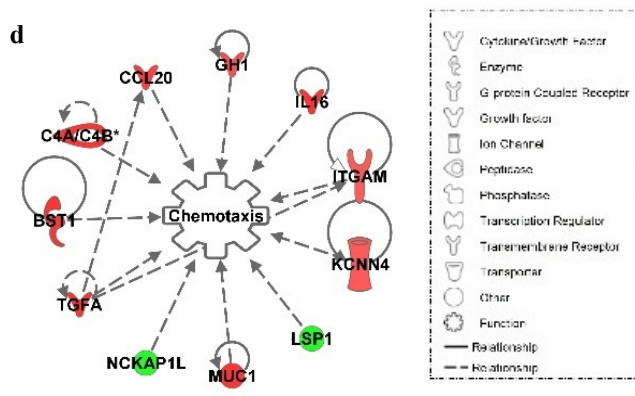 d
CCL20
GH1
IL16
C4A/C4B*
ITGAM
BST1
Chemotaxis
KCNN4
TGFA
LSP1
NCKAP1L
MUC1
Cytokine/Growth Factor
Enzyme
G protein Coupled Receptor
Growth factor
Ion Channel
Peptidase
Phosphatase
Transcription Regulator
Transmembrane Receptor
Transporter
Other
Function
Relationship
Relationship